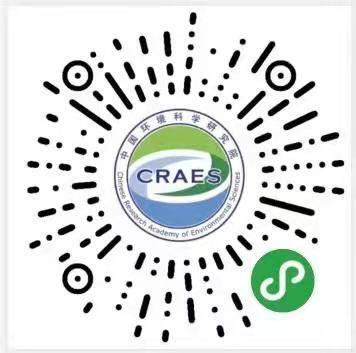 中国环境科学研究院
CRAES
Chinese Research Academy of Environmental Sciences